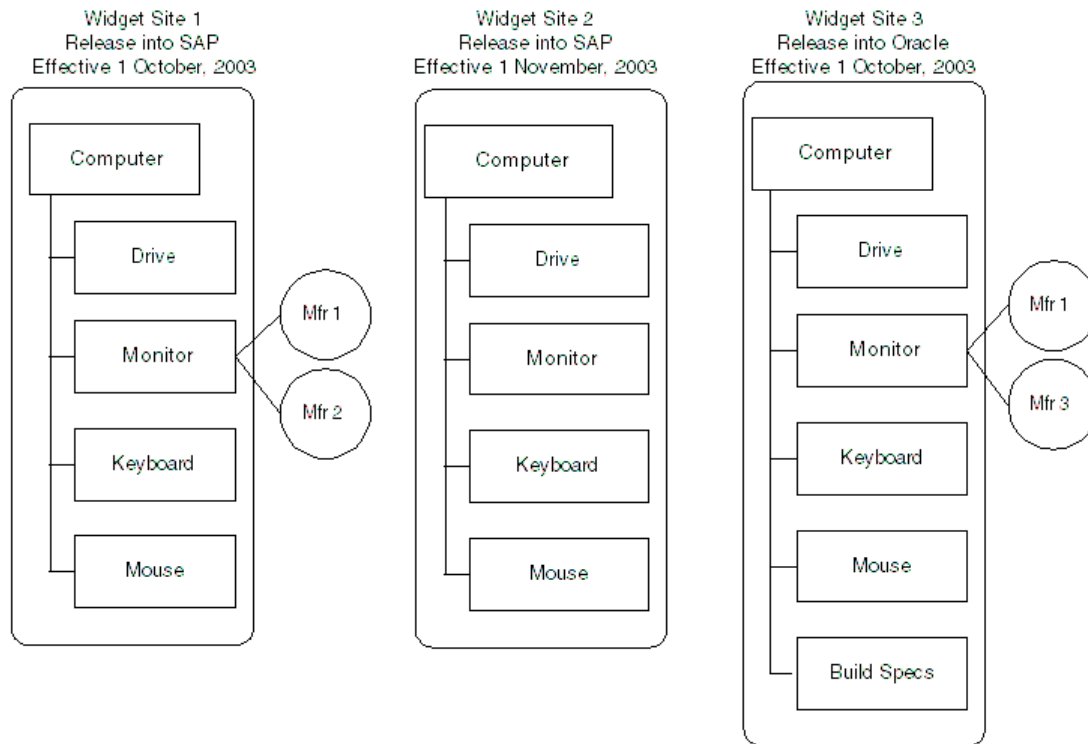 Widget Site 1
Release into SAP
Effective 1 October, 2003
Computer
Drive
Monitor
Mfr 1
Mfr 2
Keyboard
Mouse
Widget Site 2
Release into SAP
Effective 1 November, 2003
Computer
Drive
Monitor
Keyboard
Mouse
Widget Site 3
Release into Oracle
Effective 1 October, 2003
Computer
Drive
Monitor
Mfr 1
Mfr 3
Keyboard
Mouse
Build Specs